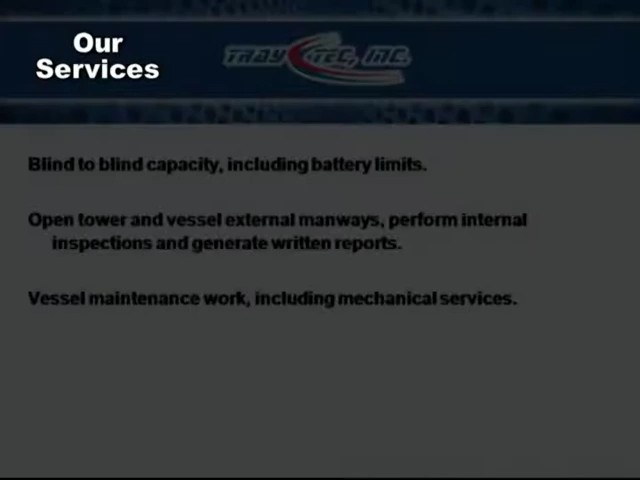 Our
Services
TRAY-TEC, INC.
Blind to blind capacity, including battery limits.
Open tower and vessel external manways, perform internal
inspections and generate written reports.
Vessel maintenance work, including mechanical services.